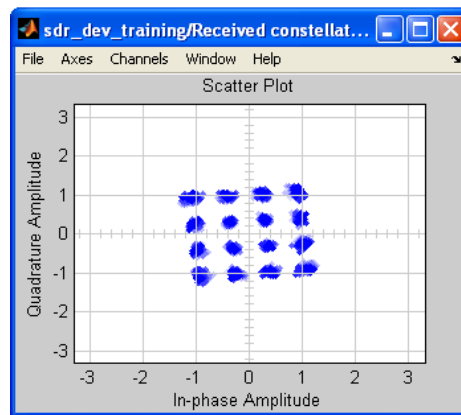 sdr_dev_training/Received constellat...
File Axes Channels Window Help
Scatter Plot
Quadrature Amplitude
3
2
1
0
-1
-2
-3
-3 -2 -1 0 1 2 3
In-phase Amplitude